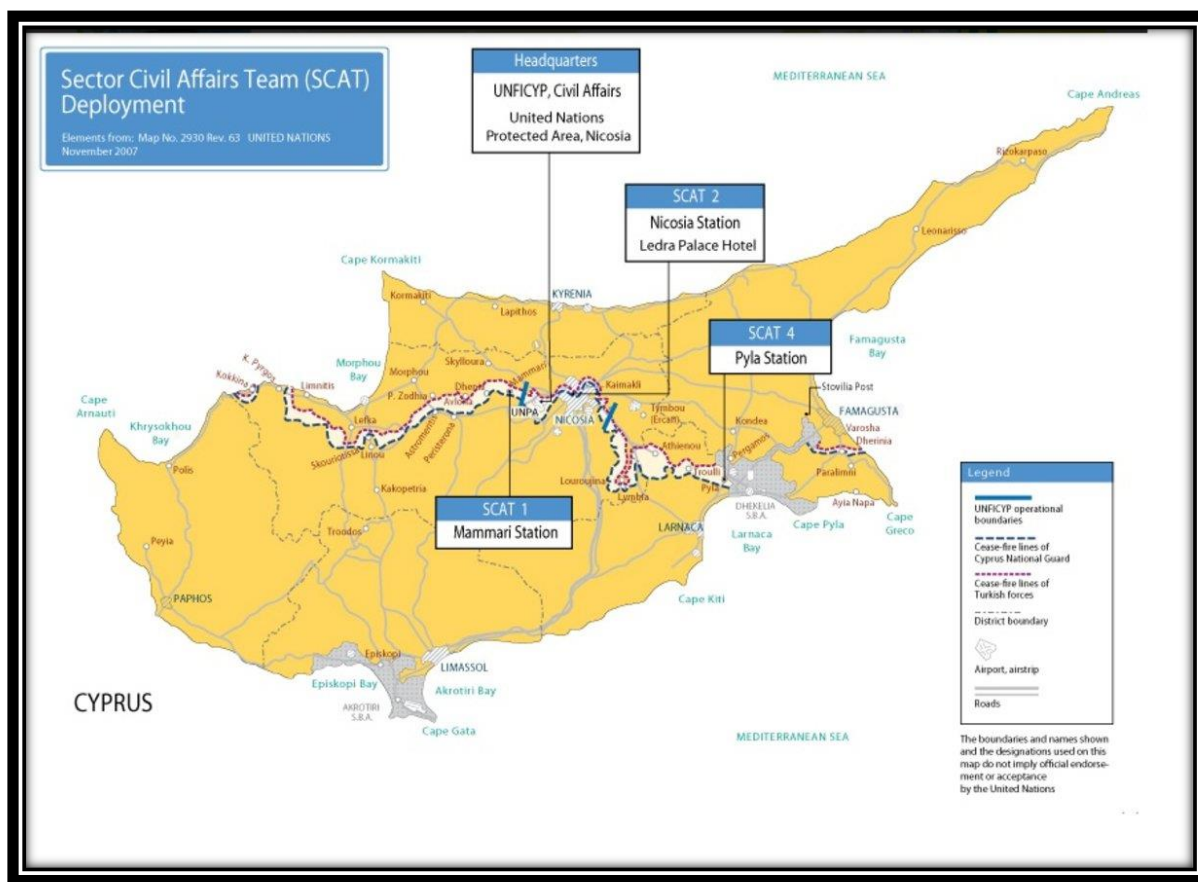 Sector Civil Affairs Team (SCAT)
Deployment
Elements from: Map No. 2930 Rev. 63 UNITED NATIONS
November 2007
Headquarters
UNFICYP, Civil Affairs
United Nations
Protected Area, Nicosia
MEDITERRANEAN SEA
Cape Andreas
Rizokarpaso
SCAT 2
Nicosia Station
Ledra Palace Hotel
Leonarisso
Cape Kormakiti
Kormakiti
KYRENIA
Lapithos
SCAT 4
Pyla Station
Famagusta
Bay
Morphou
Bay
K. Pyrgos
Kokkina
Limnitis
Skylloura
Morphou
Mammari
Dhenia
P. Zodhia
Avlona
Kaimakli
Stovilia Post
Cape
Arnauti
Khrysokhou
Bay
UNPA
NICOSIA
Tymbou
(Ercan)
FAMAGUSTA
Varosha
Dherinia
Lefka
Skouriotissa
Linou
Astromeritis
Peristerona
Kondea
Athienou
Pergamos
Polis
Troulli
Paralimni
Kakopetria
Louroujina
Lymbia
Pyla
Ayia Napa
SCAT 1
Mammari Station
DHEKELIA
S.B.A.
Cape Pyla
Cape
Greco
Troodos
LARNACA
Larnaca
Bay
Peyia
Cape Kiti
PAPHOS
Episkopi
LIMASSOL
Episkopi Bay
Akrotiri Bay
AKROTIRI
S.B.A.
Cape Gata
CYPRUS
MEDITERRANEAN SEA
Legend
UNFICYP operational
boundaries
Cease-fire lines of
Cyprus National Guard
Cease-fire lines of
Turkish forces
District boundary
Airport, airstrip
Roads
The boundaries and names shown
and the designations used on this
map do not imply official endorse-
ment or acceptance
by the United Nations